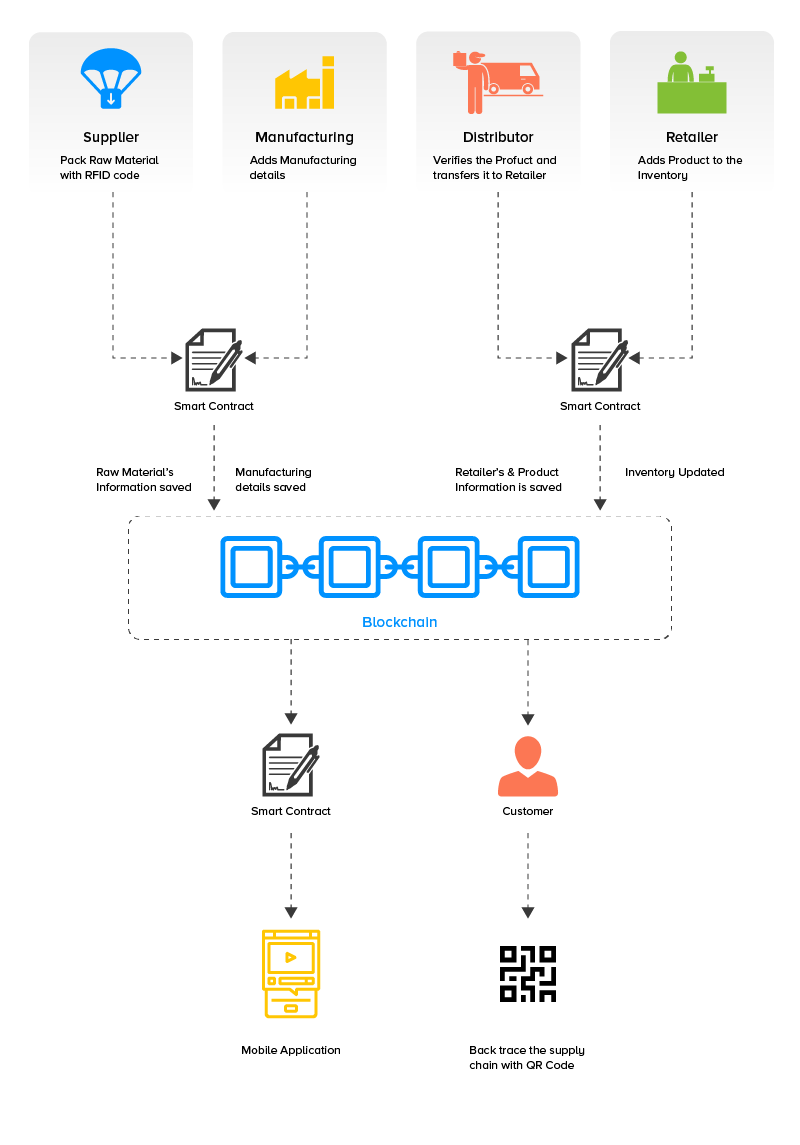 Supplier
Pack Raw Material
with RFID code
Manufacturing
Adds Manufacturing
details
Distributor
Verifies the Profuct and
transfers it to Retailer
Retailer
Adds Product to the
Inventory
Smart Contract
Smart Contract
Raw Material's
Information saved
Manufacturing
details saved
Retailer's & Product
Information is saved
Inventory Updated
Blockchain
Smart Contract
Customer
Mobile Application
Back trace the supply
chain with QR Code